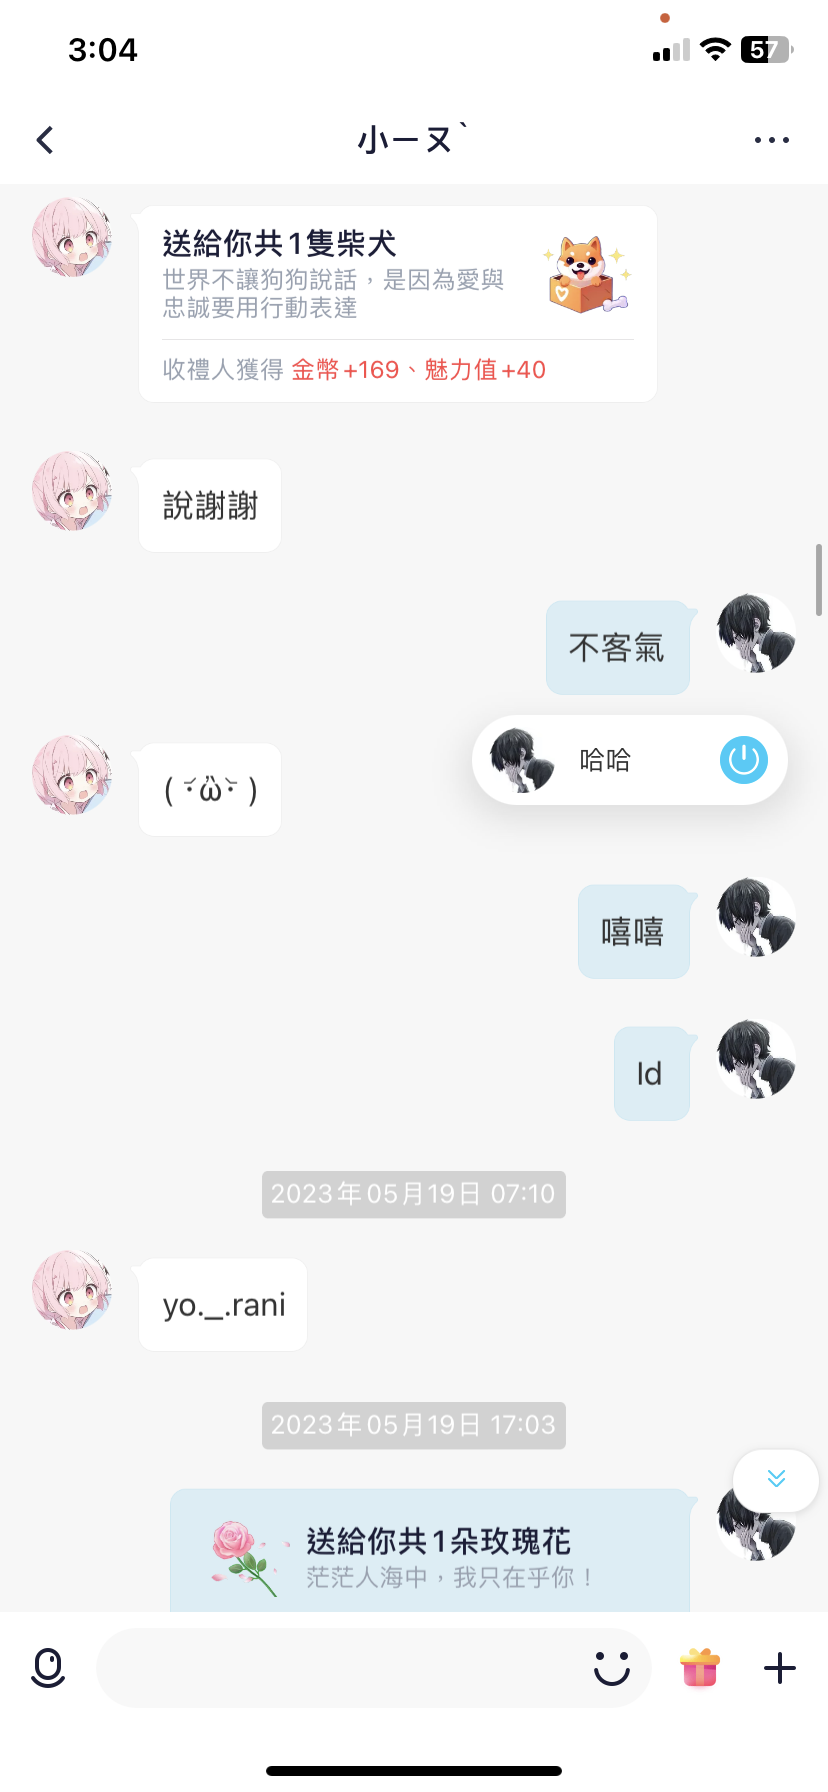 3:04
57
小ㄧヌˋ
送給你共1隻柴犬
世界不讓狗狗說話，是因為愛與
忠誠要用行動表達
收禮人獲得 金幣+169、魅力值+40
說謝謝
不客氣
哈哈
( ˘•ω•˘ )
嘻嘻
Id
2023年05月19日 07:10
yo._.rani
2023年05月19日 17:03
送給你共1朵玫瑰花
茫茫人海中，我只在乎你！